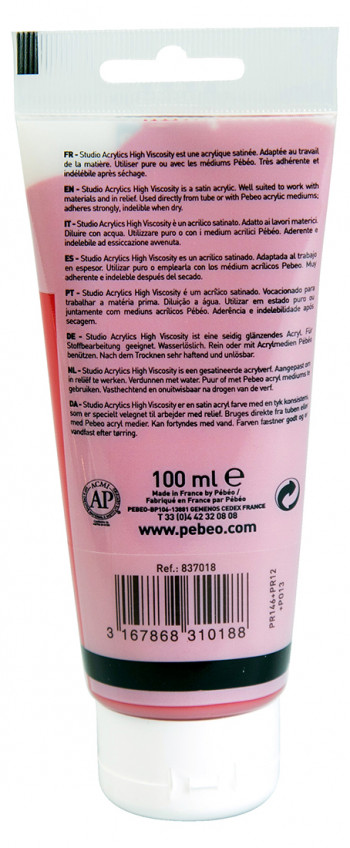 FR - Studio Acrylics High Viscosity est une acrylique satinée. Adaptée au travail
de la matière. Utiliser pure ou avec les médiums Pébéo. Très adhérente et
indélébile après séchage.
EN - Studio Acrylics High Viscosity is a satin acrylic. Well suited to work with
materials and in relief. Used directly from tube or with Pebeo acrylic mediums;
adheres strongly, indelible when dry.
IT - Studio Acrylics High Viscosity è un acrilico satinato. Adatto ai lavori materici.
Diluire con acqua. Utilizzare puro o con i medium acrilici Pébéo. Aderente e
indelebile ad essiccazione avvenuta.
ES - Studio Acrylics High Viscosity es un acrílico satinado. Adaptada al trabajo
en espesor. Utilizar puro o emplearla con los médium acrílicos Pebeo. Muy
adherente e indeleble después del secado.
PT - Studio Acrylics High Viscosity é um acrílico satinado. Vocacionado para
trabalhar a matéria prima. Diluição a água. Utilizar em estado puro ou
juntamente com mediuns acrílicos Pébéo. Aderência e indelebilidade após
secagem.
DE - Studio Acrylics High Viscosity ist eine seidig glänzendes Acryl. Für
Stoffbearbeitung geeignet. Wasserlöslich. Rein oder mit Acrylmedien Pébéo
benützen. Nach dem Trocknen sehr haftend und unlösbar.
NL - Studio Acrylics High Viscosity is een gesatineerde acrylverf. Aangepast om
in reliëf te werken. Verdunnen met water. Puur of met Pebeo acryl mediums te
gebruiken. Vasthechtend en onuitwisbaar na drogen van de verf.
DA - Studio Acrylics High Viscosity er en satin acryl farve med en tyk konsistens,
som er specielt velegnet til arbejder med relief. Bruges direkte fra tuben eller
med Pebeo acryl medier. Kan fortyndes med vand. Farven tæstner godt og er
vandfast efter tørring.
ACMI
AP
100 ml e
Made in France by Pébéo /
Fabriqué en France par Pébéo
PEBEO-BP106-13881 GEMENOS CEDEX FRANCE
T 33 (0)4 42 32 08 08
www.pebeo.com
Ref.: 837018
3 167868 310188
PR146+PR12
+PO13